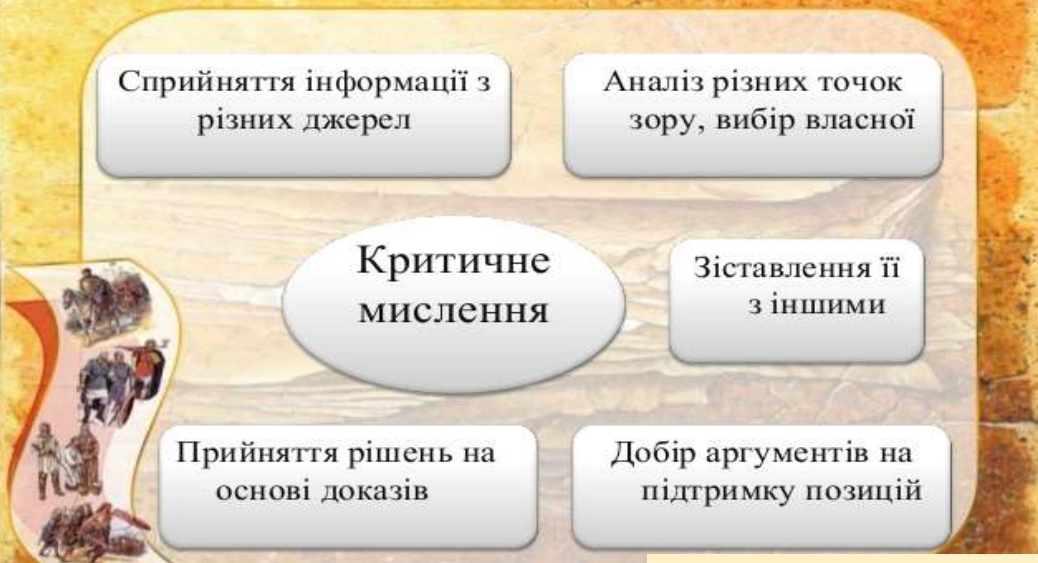 Сприйняття інформації з
різних джерел
Аналіз різних точок
зору, вибір власної
Критичне
мислення
Зіставлення її
з іншими
Прийняття рішень на
основі доказів
Добір аргументів на
підтримку позицій